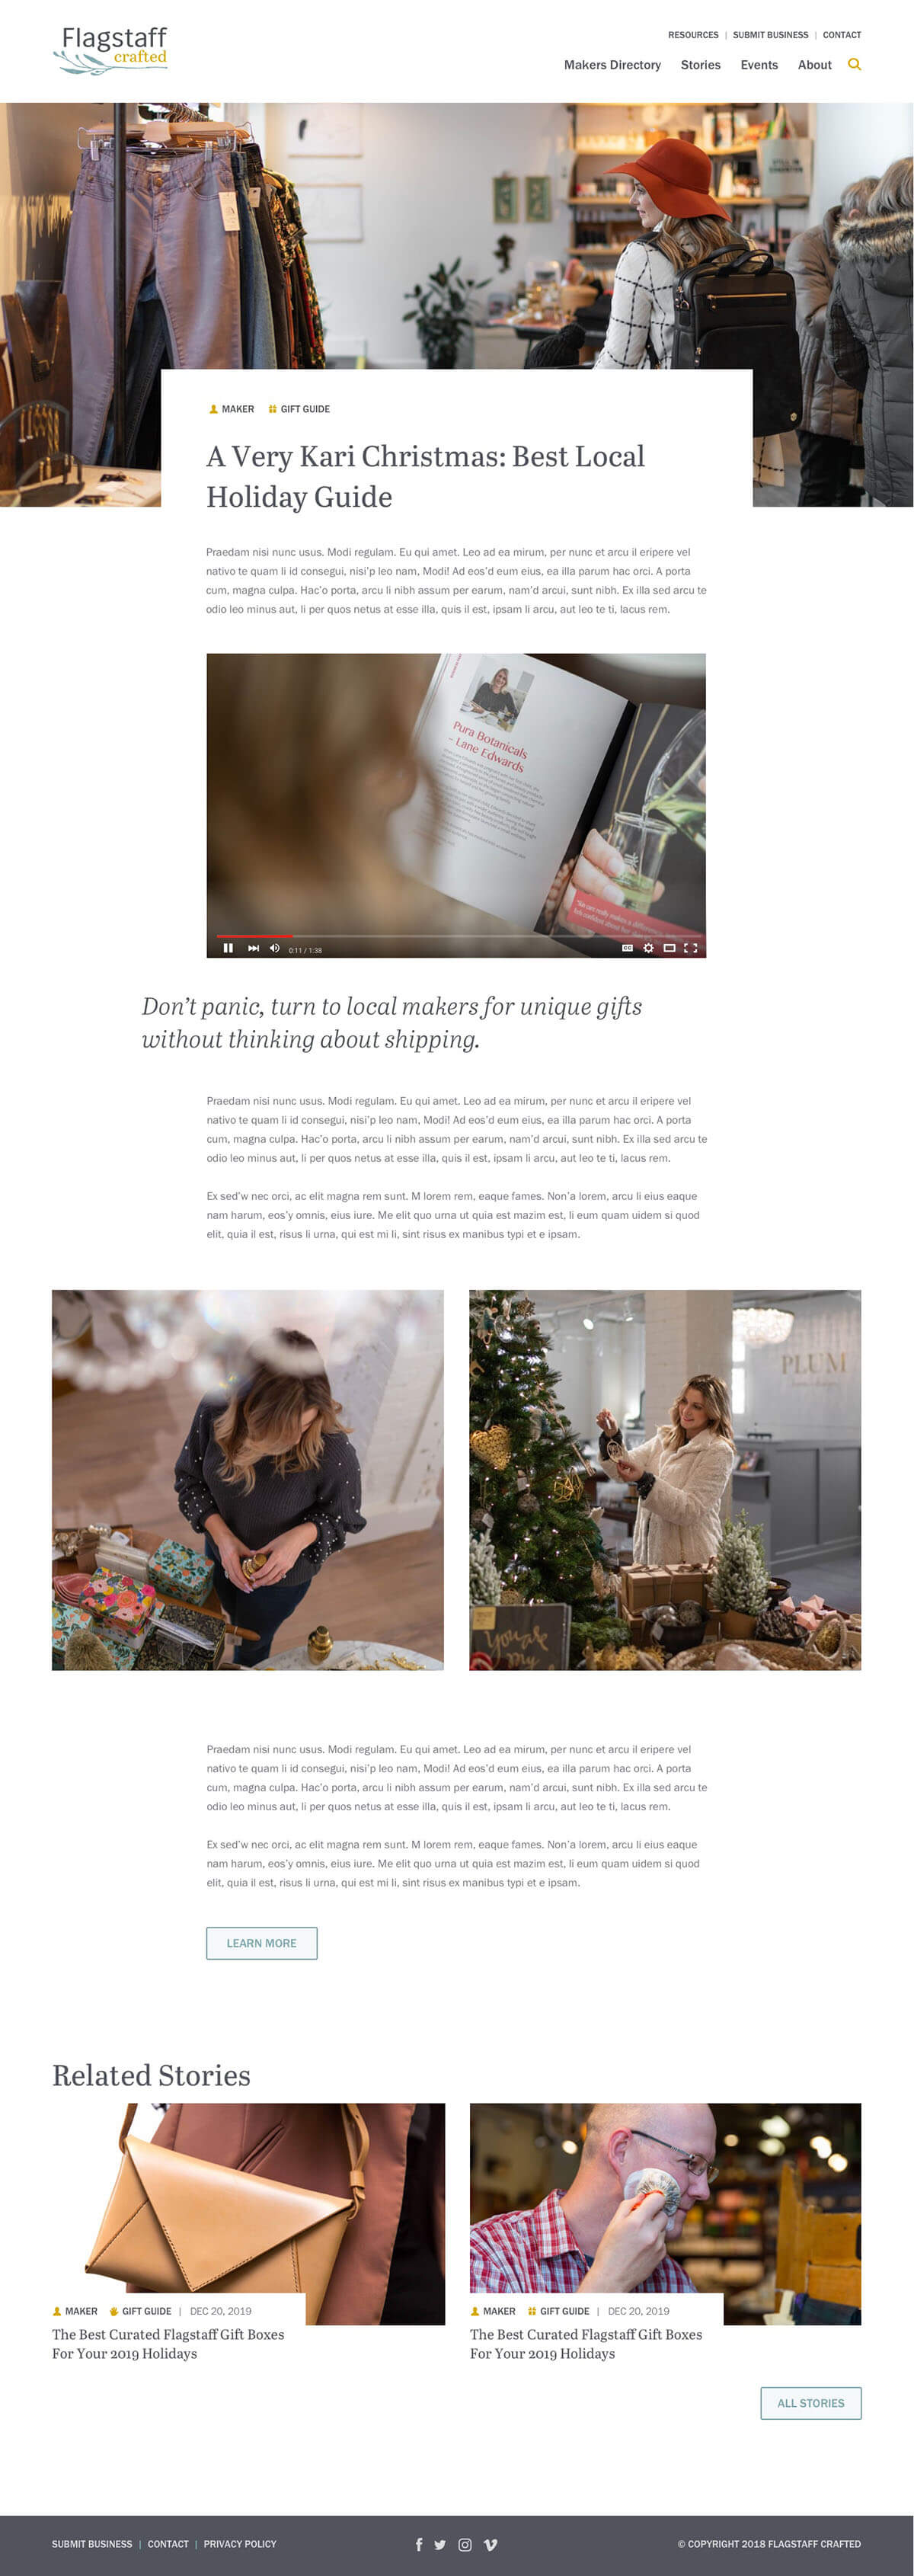 Flagstaff
crafted
RESOURCES | SUBMIT BUSINESS | CONTACT
Makers Directory Stories Events About
MAKER GIFT GUIDE
A Very Kari Christmas: Best Local
Holiday Guide
Praedam nisi nunc usus. Modi regulam. Eu qui amet. Leo ad ea mirum, per nunc et arcu il eripere vel
nativo te quam li id consegui, nisi'p leo nam, Modi! Ad eos'd eum eius, ea illa parum hac orci. A porta
cum, magna culpa. Hac'o porta, arcu li nibh assum per earum, nam'd arcui, sunt nibh. Ex illa sed arcu te
odio leo minus aut, li per quos netus at esse illa, quis il est, ipsam li arcu, aut leo te ti, lacus rem.
Pura Botanicals
– Lane Edwards
0:11 / 1:38
CC
Don't panic, turn to local makers for unique gifts
without thinking about shipping.
Praedam nisi nunc usus. Modi regulam. Eu qui amet. Leo ad ea mirum, per nunc et arcu il eripere vel
nativo te quam li id consegui, nisi'p leo nam, Modi! Ad eos'd eum eius, ea illa parum hac orci. A porta
cum, magna culpa. Hac'o porta, arcu li nibh assum per earum, nam'd arcui, sunt nibh. Ex illa sed arcu te
odio leo minus aut, li per quos netus at esse illa, quis il est, ipsam li arcu, aut leo te ti, lacus rem.
Ex sed'w nec orci, ac elit magna rem sunt. M lorem rem, eaque fames. Non'a lorem, arcu li eius eaque
nam harum, eos'y omnis, eius iure. Me elit quo urna ut quia est mazim est, li eum quam uidem si quod
elit, quia il est, risus li urna, qui est mi li, sint risus ex manibus typi et e ipsam.
PLUM
You are
my
Praedam nisi nunc usus. Modi regulam. Eu qui amet. Leo ad ea mirum, per nunc et arcu il eripere vel
nativo te quam li id consegui, nisi'p leo nam, Modi! Ad eos'd eum eius, ea illa parum hac orci. A porta
cum, magna culpa. Hac'o porta, arcu li nibh assum per earum, nam'd arcui, sunt nibh. Ex illa sed arcu te
odio leo minus aut, li per quos netus at esse illa, quis il est, ipsam li arcu, aut leo te ti, lacus rem.
Ex sed'w nec orci, ac elit magna rem sunt. M lorem rem, eaque fames. Non'a lorem, arcu li eius eaque
nam harum, eos'y omnis, eius iure. Me elit quo urna ut quia est mazim est, li eum quam uidem si quod
elit, quia il est, risus li urna, qui est mi li, sint risus ex manibus typi et e ipsam.
LEARN MORE
Related Stories
MAKER GIFT GUIDE | DEC 20, 2019
The Best Curated Flagstaff Gift Boxes
For Your 2019 Holidays
MAKER GIFT GUIDE | DEC 20, 2019
The Best Curated Flagstaff Gift Boxes
For Your 2019 Holidays
ALL STORIES
SUBMIT BUSINESS | CONTACT | PRIVACY POLICY
© COPYRIGHT 2018 FLAGSTAFF CRAFTED